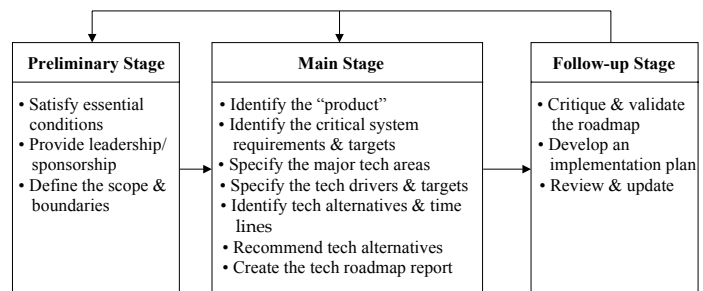 Preliminary Stage
• Satisfy essential
conditions
• Provide leadership/
sponsorship
• Define the scope &
boundaries
Main Stage
• Identify the “product”
• Identify the critical system
requirements & targets
• Specify the major tech areas
• Specify the tech drivers & targets
• Identify tech alternatives & time
lines
• Recommend tech alternatives
• Create the tech roadmap report
Follow-up Stage
• Critique & validate
the roadmap
• Develop an
implementation plan
• Review & update